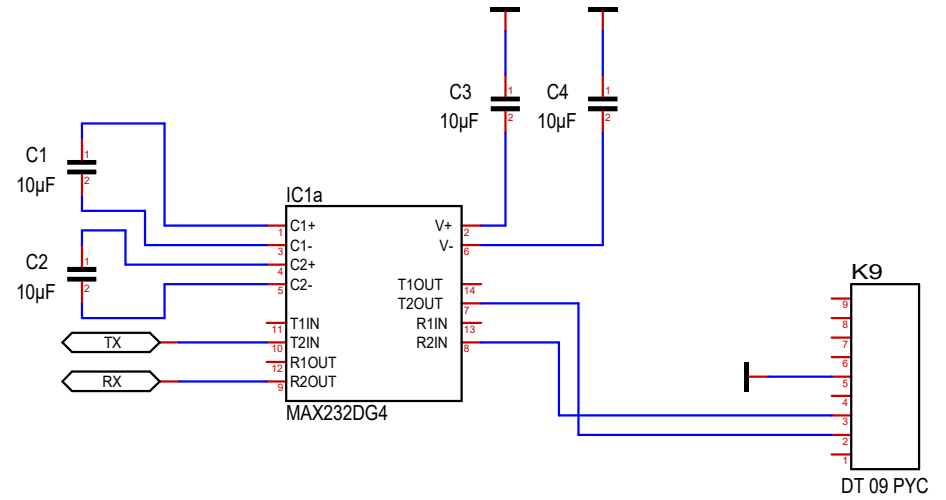 C3
10µF
1
2
C4
10µF
1
2
C1
10µF
1
2
C2
10µF
1
2
IC1a
C1+
1
C1-
3
C2+
4
C2-
5
T1IN
11
T2IN
10
R1OUT
12
R2OUT
9
V+
2
V-
6
T1OUT
14
T2OUT
7
R1IN
13
R2IN
8
MAX232DG4
TX
RX
K9
9
8
7
6
5
4
3
2
1
DT 09 PYC